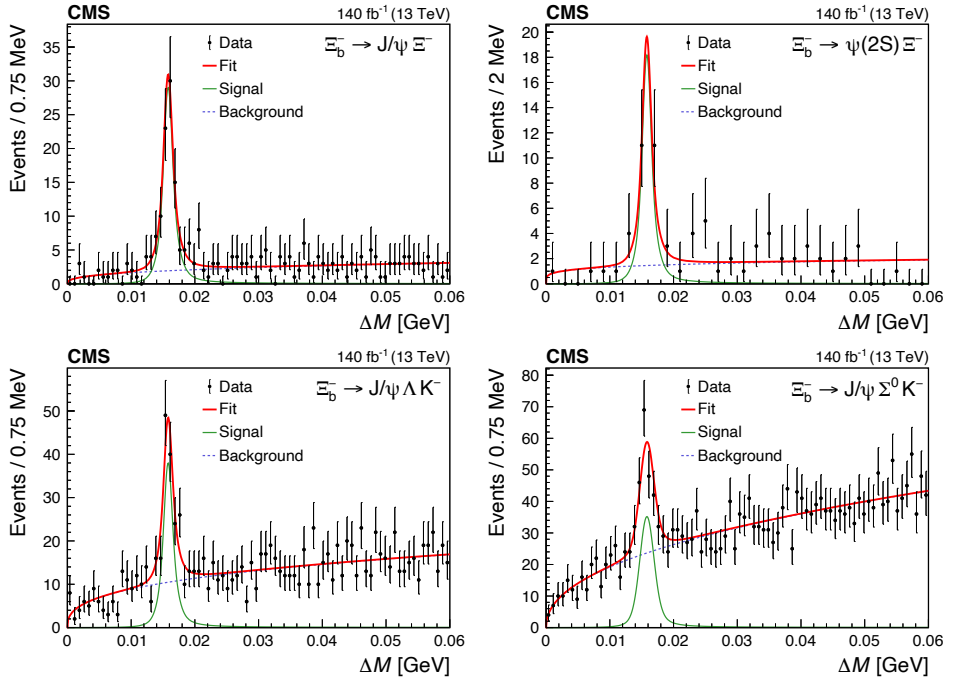 CMS 140 fb⁻¹ (13 TeV)
Events / 0.75 MeV
35
30
25
20
15
10
5
0
Ξb⁻ → J/ψ Ξ⁻
Data
Fit
Signal
Background
0 0.01 0.02 0.03 0.04 0.05 0.06
ΔM [GeV]
CMS 140 fb⁻¹ (13 TeV)
Events / 2 MeV
20
18
16
14
12
10
8
6
4
2
0
Ξb⁻ → ψ(2S) Ξ⁻
Data
Fit
Signal
Background
0 0.01 0.02 0.03 0.04 0.05 0.06
ΔM [GeV]
CMS 140 fb⁻¹ (13 TeV)
Events / 0.75 MeV
50
40
30
20
10
0
Ξb⁻ → J/ψ Λ K⁻
Data
Fit
Signal
Background
0 0.01 0.02 0.03 0.04 0.05 0.06
ΔM [GeV]
CMS 140 fb⁻¹ (13 TeV)
Events / 0.75 MeV
80
70
60
50
40
30
20
10
0
Ξb⁻ → J/ψ Σ⁰ K⁻
Data
Fit
Signal
Background
0 0.01 0.02 0.03 0.04 0.05 0.06
ΔM [GeV]